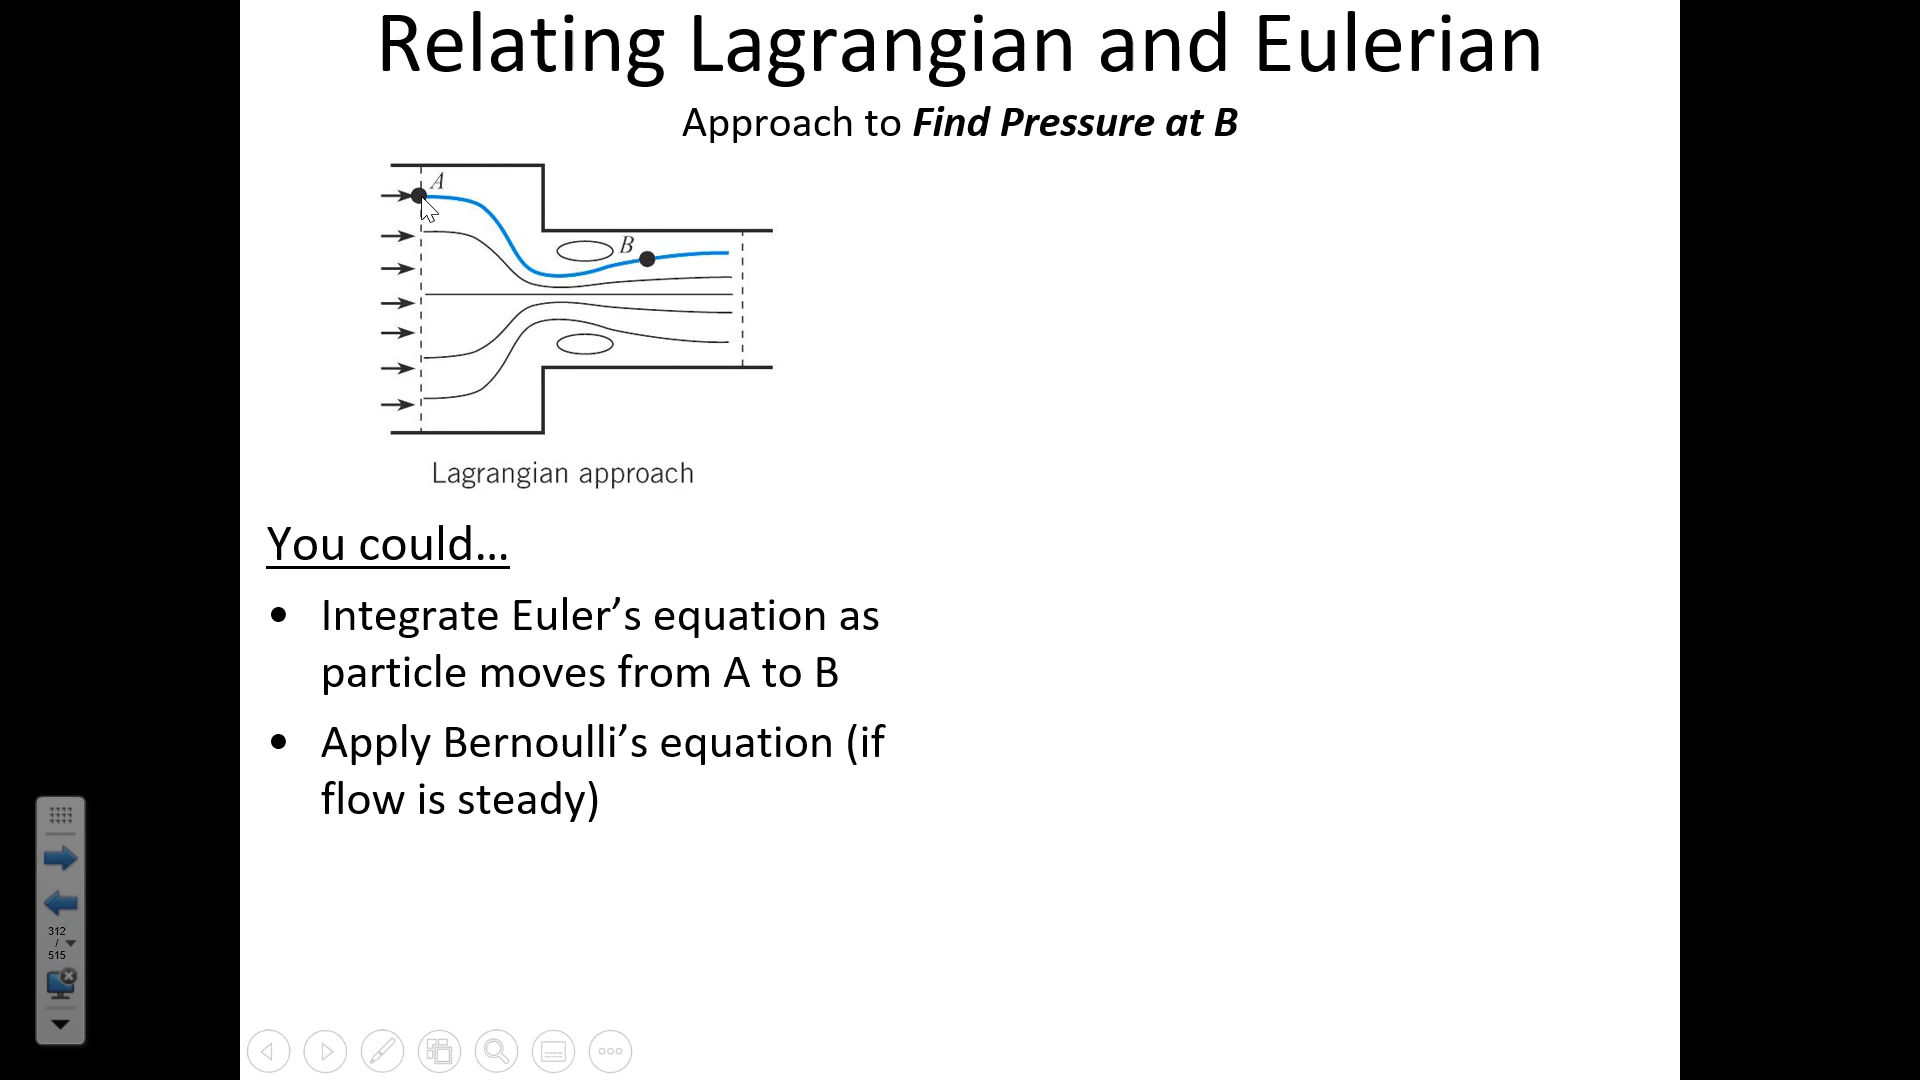 Relating Lagrangian and Eulerian
Approach to Find Pressure at B
A
B
Lagrangian approach
You could...
• Integrate Euler’s equation as
particle moves from A to B
• Apply Bernoulli’s equation (if
flow is steady)
312
/
515